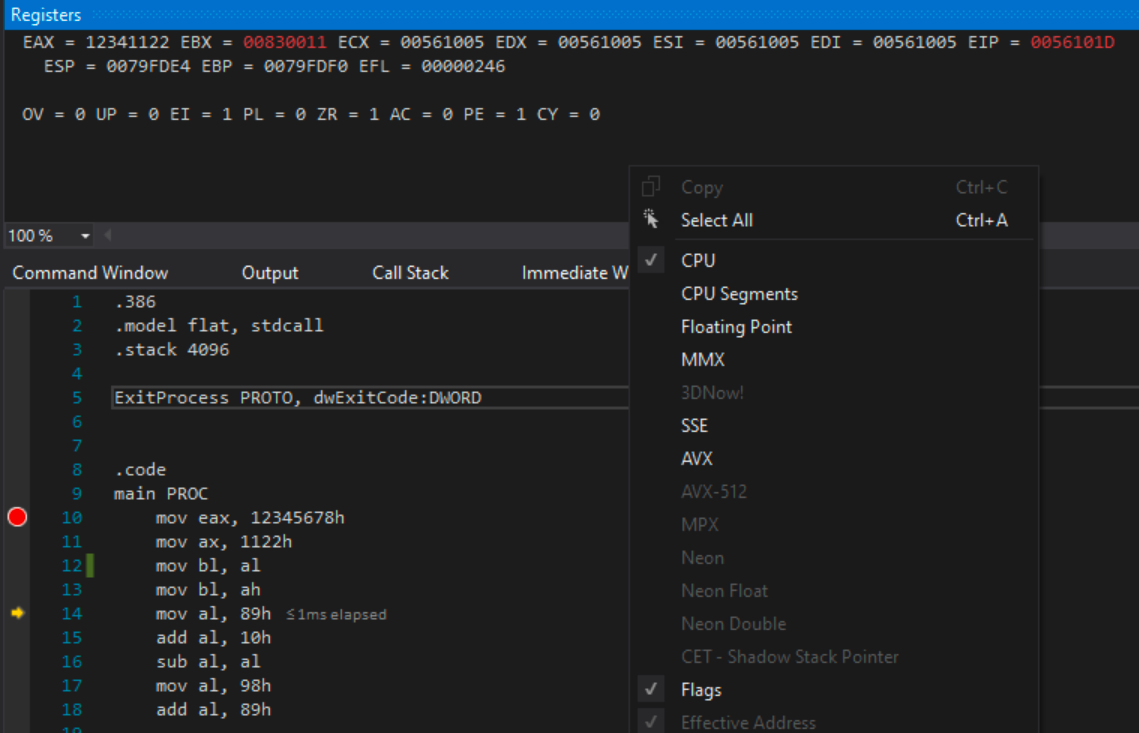 Registers
EAX = 12341122 EBX = 00830011 ECX = 00561005 EDX = 00561005 ESI = 00561005 EDI = 00561005 EIP = 0056101D
ESP = 0079FDE4 EBP = 0079FDF0 EFL = 00000246
OV = 0 UP = 0 EI = 1 PL = 0 ZR = 1 AC = 0 PE = 1 CY = 0
Copy Ctrl+C
Select All Ctrl+A
CPU
CPU Segments
Floating Point
MMX
3DNow!
SSE
AVX
AVX-512
MPX
Neon
Neon Float
Neon Double
CET - Shadow Stack Pointer
Flags
Effective Address
100 %
Command Window Output Call Stack Immediate W
1 .386
2 .model flat, stdcall
3 .stack 4096
4
5 ExitProcess PROTO, dwExitCode:DWORD
6
7
8 .code
9 main PROC
10 mov eax, 12345678h
11 mov ax, 1122h
12 mov bl, al
13 mov bl, ah
14 mov al, 89h ≤1ms elapsed
15 add al, 10h
16 sub al, al
17 mov al, 98h
18 add al, 89h
19